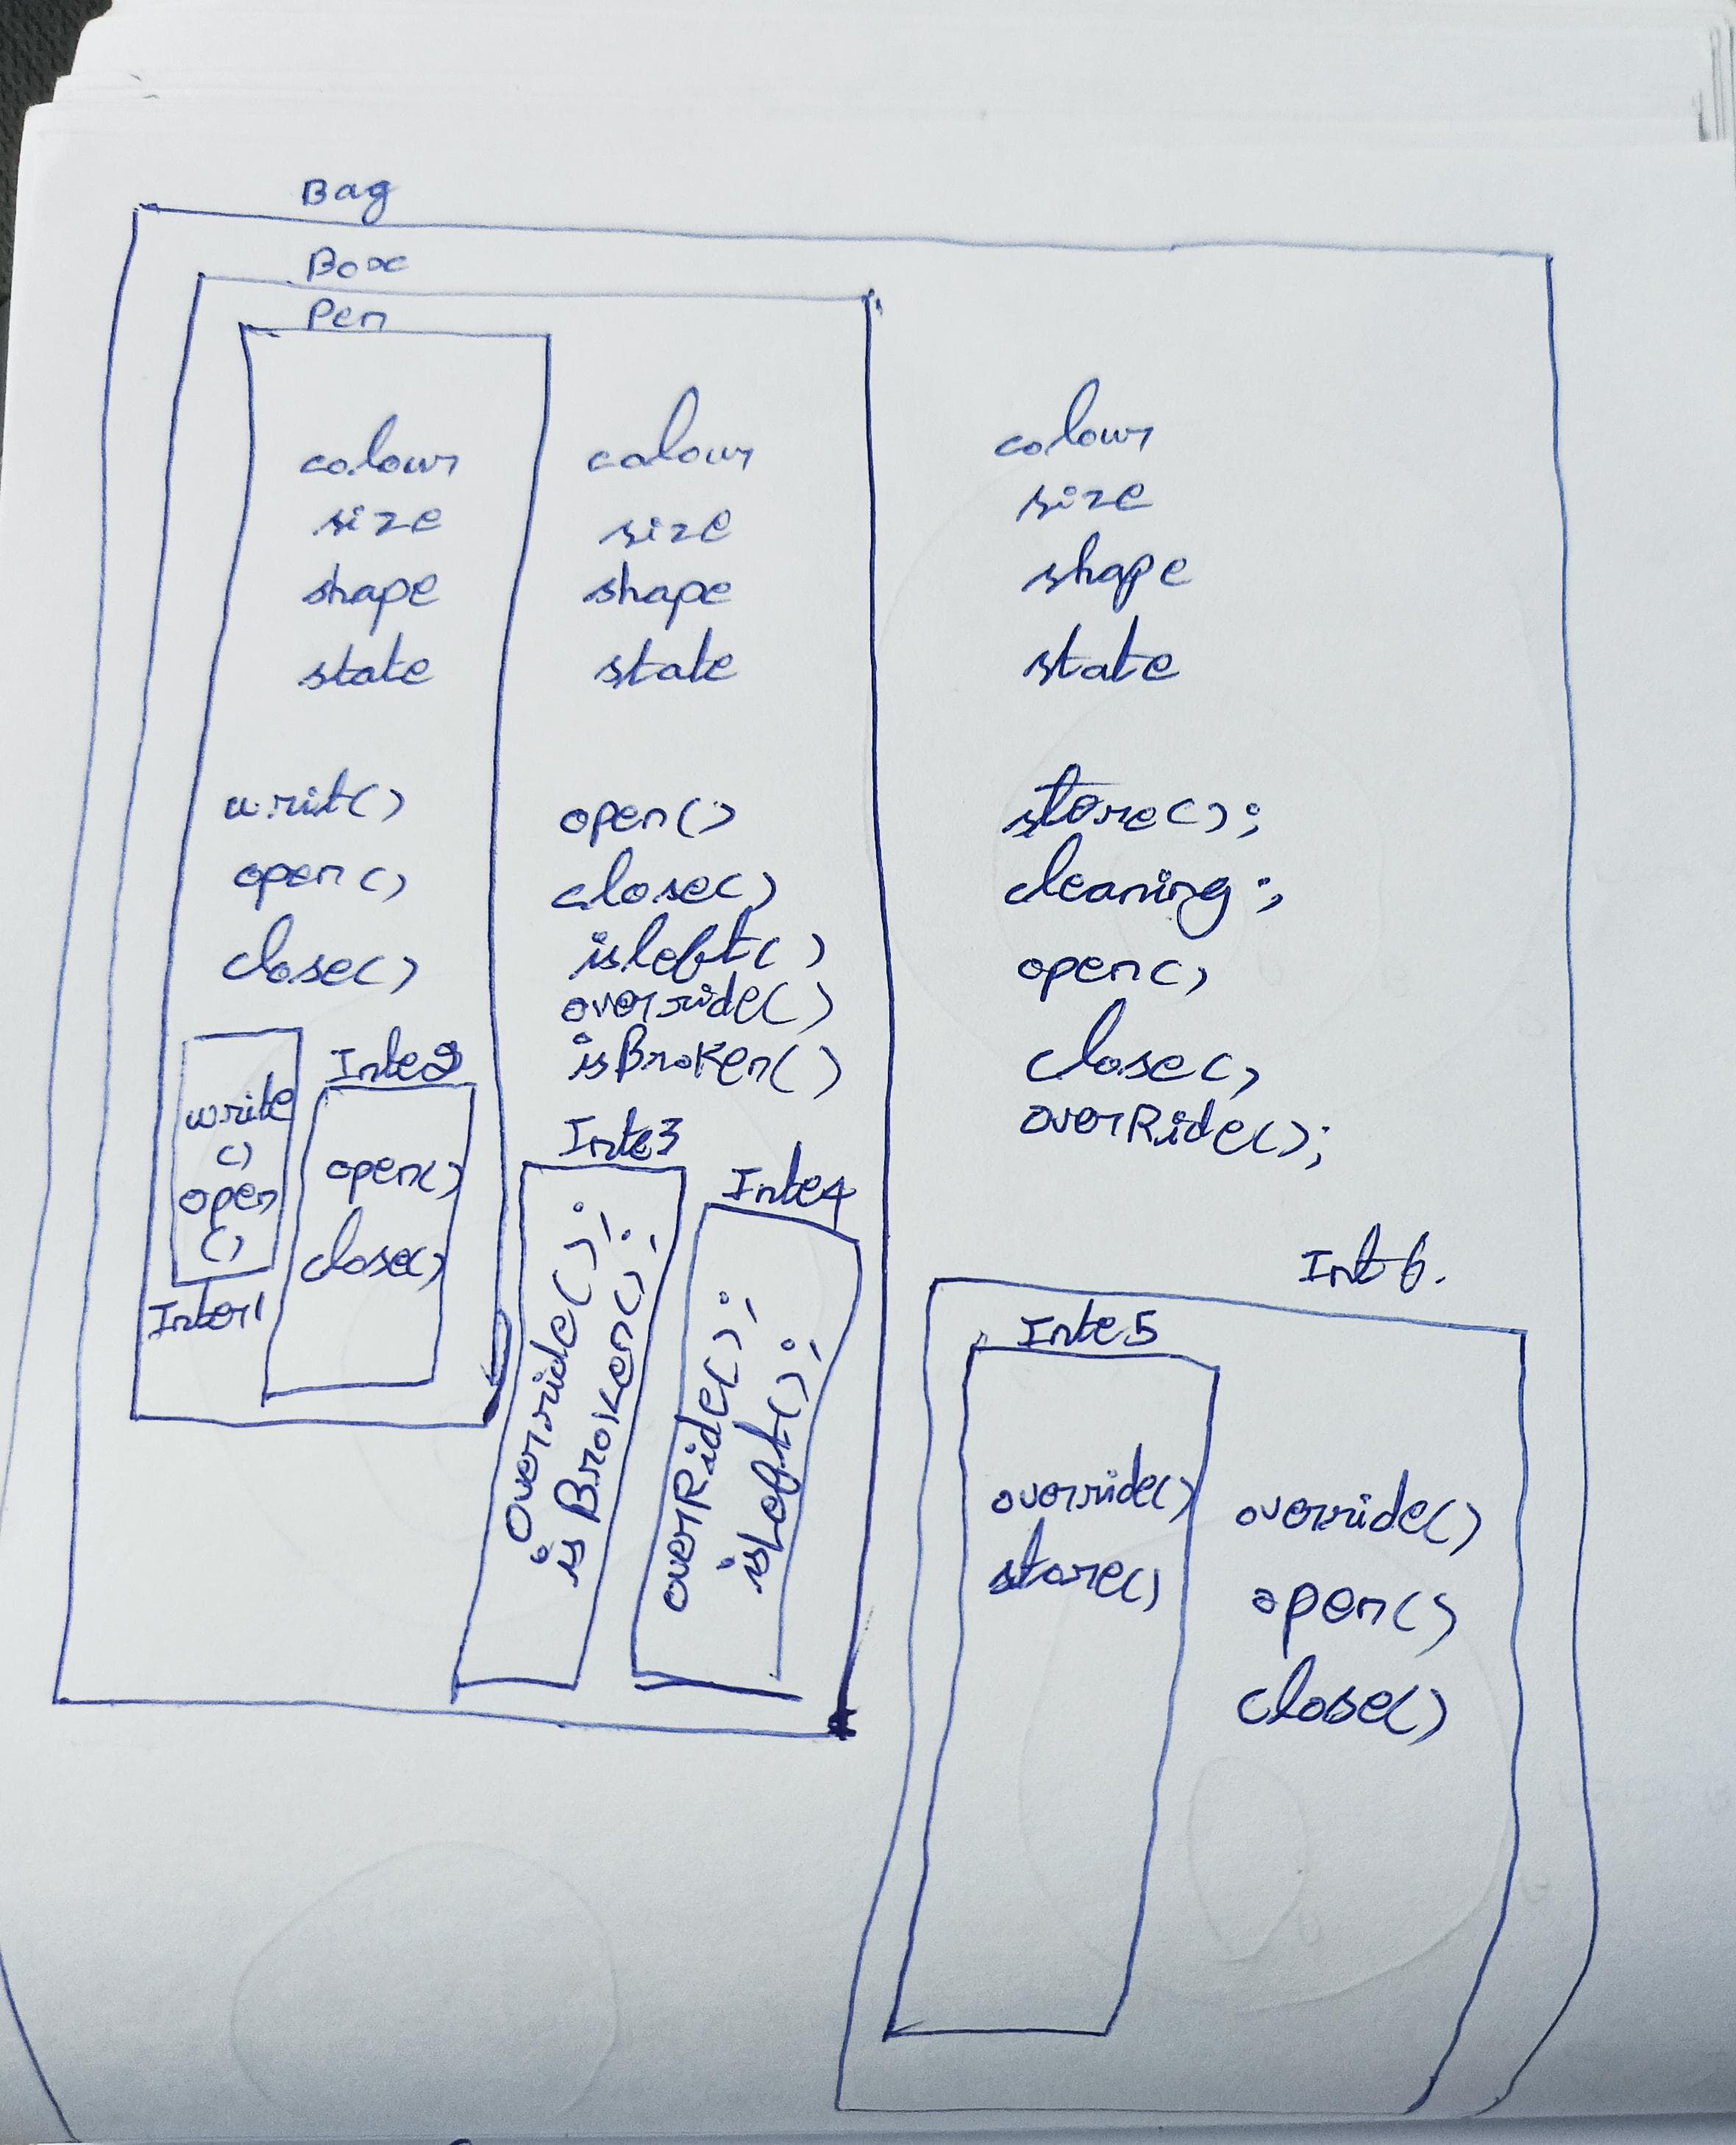 Bag
Box
Pen
colour
size
shape
state
writ()
open()
close()
write
()
open
()
Inter1
Inte2
open()
close()
colour
size
shape
state
open()
close()
isleft()
override()
isBroken()
Inte3
override();
isBroken();
Inte4
overRide();
isLeft();
colour
size
shape
state
store();
cleaning;
open()
close()
overRide();
Int 6.
Inte5
override()
store()
override()
open()
close()